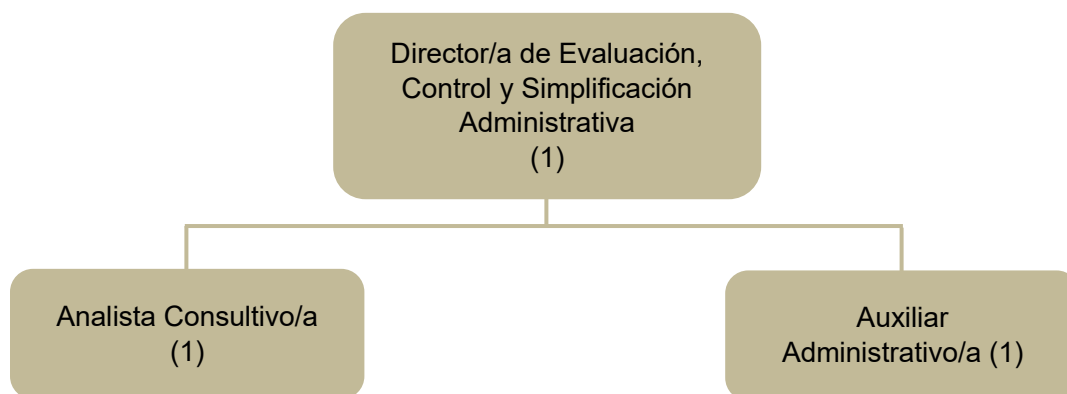 Director/a de Evaluación,
Control y Simplificación
Administrativa
(1)
Analista Consultivo/a
(1)
Auxiliar
Administrativo/a (1)